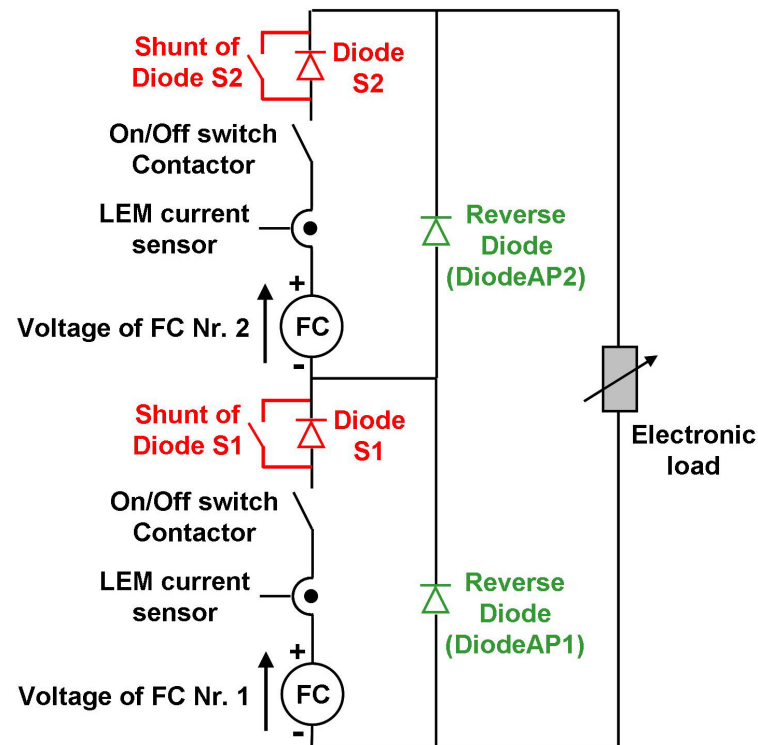 Shunt of
Diode S2
Diode
S2
On/Off switch
Contactor
LEM current
sensor
Reverse
Diode
(DiodeAP2)
+
Voltage of FC Nr. 2
FC
-
Shunt of
Diode S1
Diode
S1
Electronic
load
On/Off switch
Contactor
LEM current
sensor
Reverse
Diode
(DiodeAP1)
+
Voltage of FC Nr. 1
FC
-